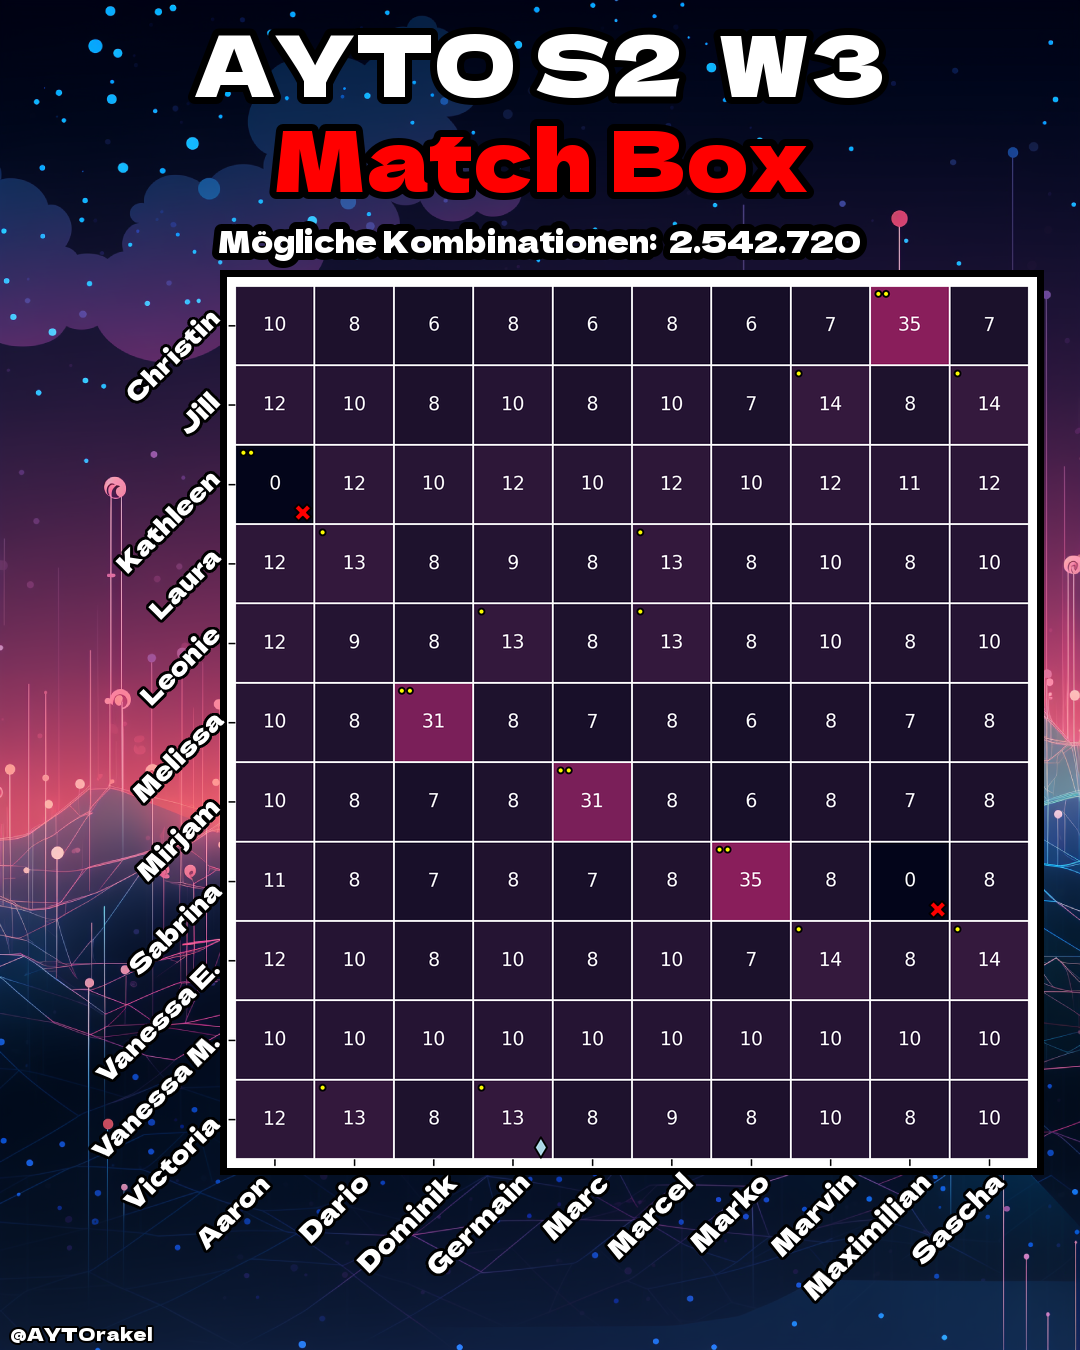 AYTO S2 W3
Match Box
Mögliche Kombinationen: 2.542.720
Christin 10 8 6 8 6 8 6 7 35 7
Jill 12 10 8 10 8 10 7 14 8 14
Kathleen 0 12 10 12 10 12 10 12 11 12
Laura 12 13 8 9 8 13 8 10 8 10
Leonie 12 9 8 13 8 13 8 10 8 10
Melissa 10 8 31 8 7 8 6 8 7 8
Mirjam 10 8 7 8 31 8 6 8 7 8
Sabrina 11 8 7 8 7 8 35 8 0 8
Vanessa E. 12 10 8 10 8 10 7 14 8 14
Vanessa M. 10 10 10 10 10 10 10 10 10 10
Victoria 12 13 8 13 8 9 8 10 8 10
Aaron Dario Dominik Germain Marc Marcel Marko Marvin Maximilian Sascha
@AYTOrakel